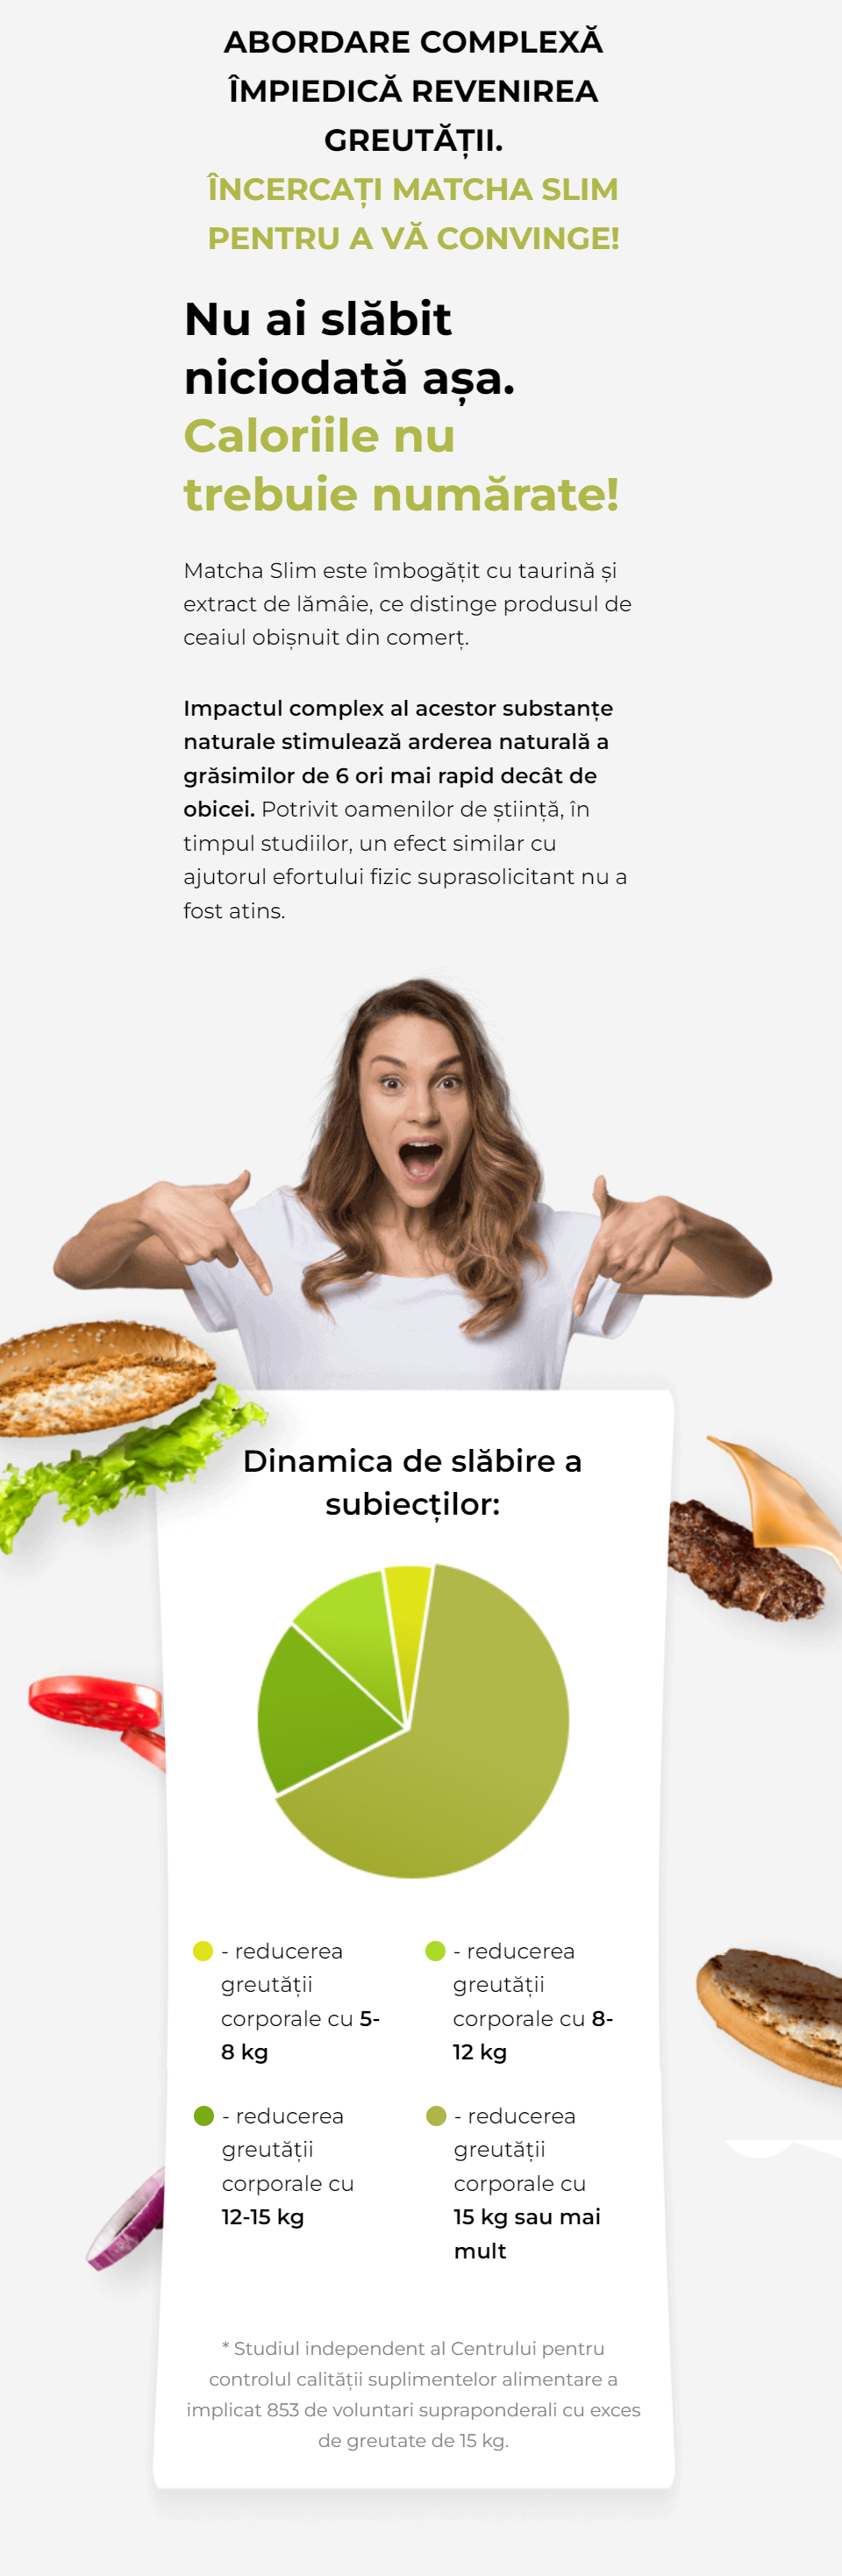 ABORDARE COMPLEXĂ
ÎMPIEDICĂ REVENIREA
GREUTĂȚII.
ÎNCERCAȚI MATCHA SLIM
PENTRU A VĂ CONVINGE!
Nu ai slăbit
niciodată așa.
Caloriile nu
trebuie numărate!
Matcha Slim este îmbogățit cu taurină și
extract de lămâie, ce distinge produsul de
ceaiul obișnuit din comerț.
Impactul complex al acestor substanțe
naturale stimulează arderea naturală a
grăsimilor de 6 ori mai rapid decât de
obicei. Potrivit oamenilor de știință, în
timpul studiilor, un efect similar cu
ajutorul efortului fizic suprasolicitant nu a
fost atins.
Dinamica de slăbire a
subiecților:
- reducerea
greutății
corporale cu 5-
8 kg
- reducerea
greutății
corporale cu 8-
12 kg
- reducerea
greutății
corporale cu
12-15 kg
- reducerea
greutății
corporale cu
15 kg sau mai
mult
* Studiul independent al Centrului pentru
controlul calității suplimentelor alimentare a
implicat 853 de voluntari supraponderali cu exces
de greutate de 15 kg.